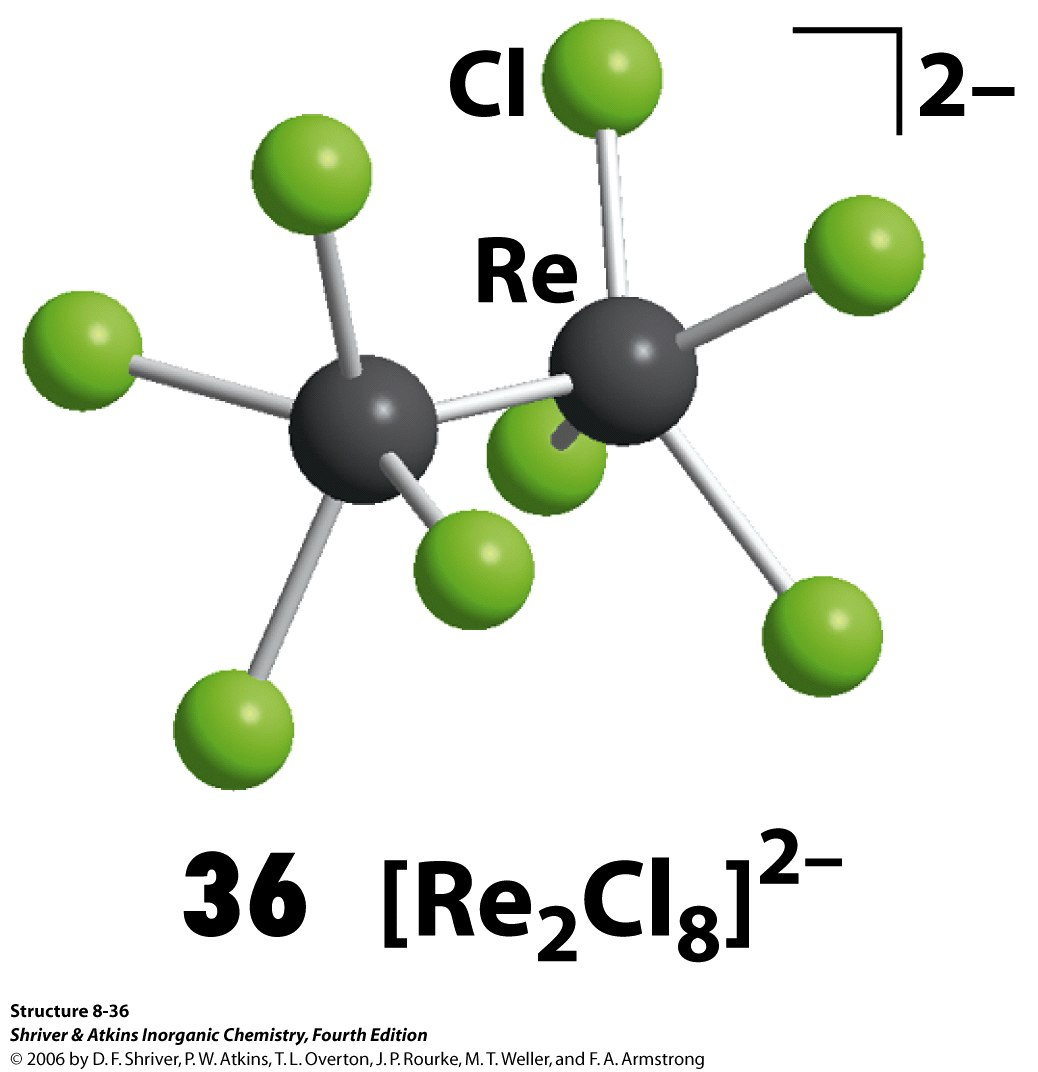 Cl
2–
Re
36 [Re₂Cl₈]²⁻
Structure 8-36
Shriver & Atkins Inorganic Chemistry, Fourth Edition
© 2006 by D. F. Shriver, P. W. Atkins, T. L. Overton, J. P. Rourke, M. T. Weller, and F. A. Armstrong